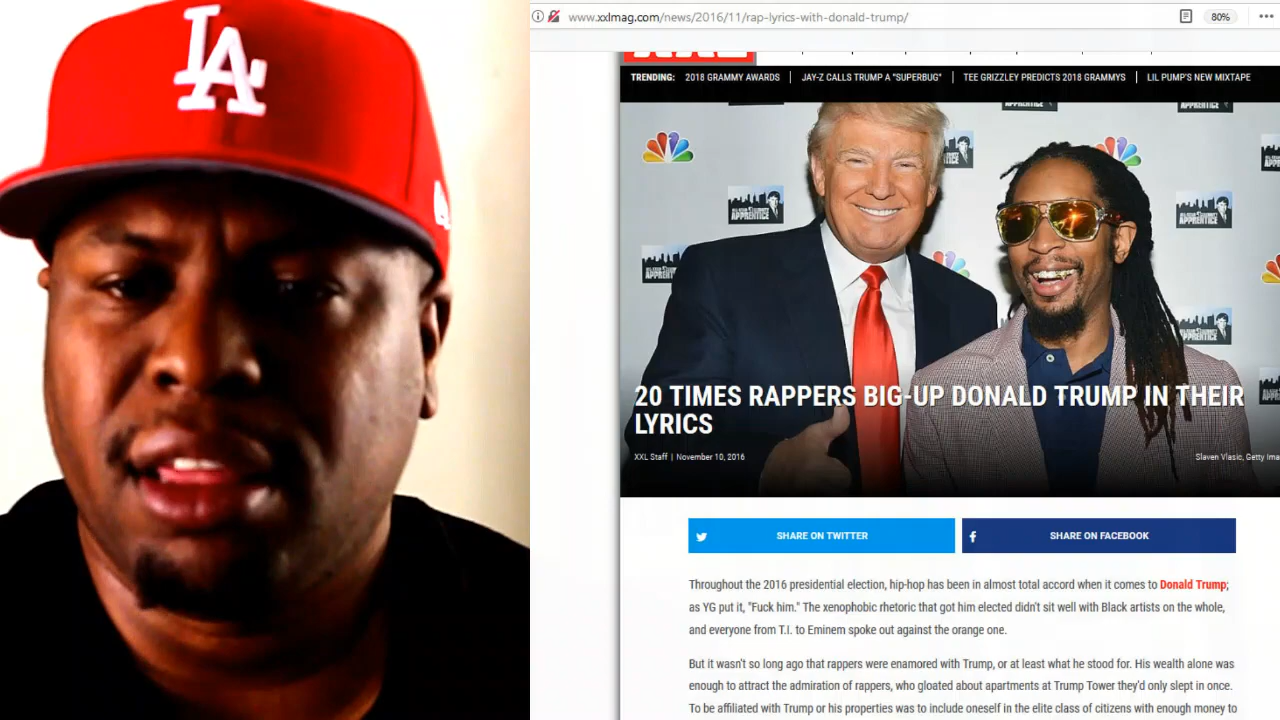 LA
www.xxlmag.com/news/2016/11/rap-lyrics-with-donald-trump/
80%
TRENDING: 2018 GRAMMY AWARDS | JAY-Z CALLS TRUMP A "SUPERBUG" | TEE GRIZZLEY PREDICTS 2018 GRAMMYS | LIL PUMP'S NEW MIXTAPE
APPRENTICE
APPRENTICE
20 TIMES RAPPERS BIG-UP DONALD TRUMP IN THEIR
LYRICS
XXL Staff | November 10, 2016
Slaven Vlasic, Getty Ima
SHARE ON TWITTER
SHARE ON FACEBOOK
Throughout the 2016 presidential election, hip-hop has been in almost total accord when it comes to Donald Trump;
as YG put it, "Fuck him." The xenophobic rhetoric that got him elected didn't sit well with Black artists on the whole,
and everyone from T.I. to Eminem spoke out against the orange one.
But it wasn't so long ago that rappers were enamored with Trump, or at least what he stood for. His wealth alone was
enough to attract the admiration of rappers, who gloated about apartments at Trump Tower they'd only slept in once.
To be affiliated with Trump or his properties was to include oneself in the elite class of citizens with enough money to